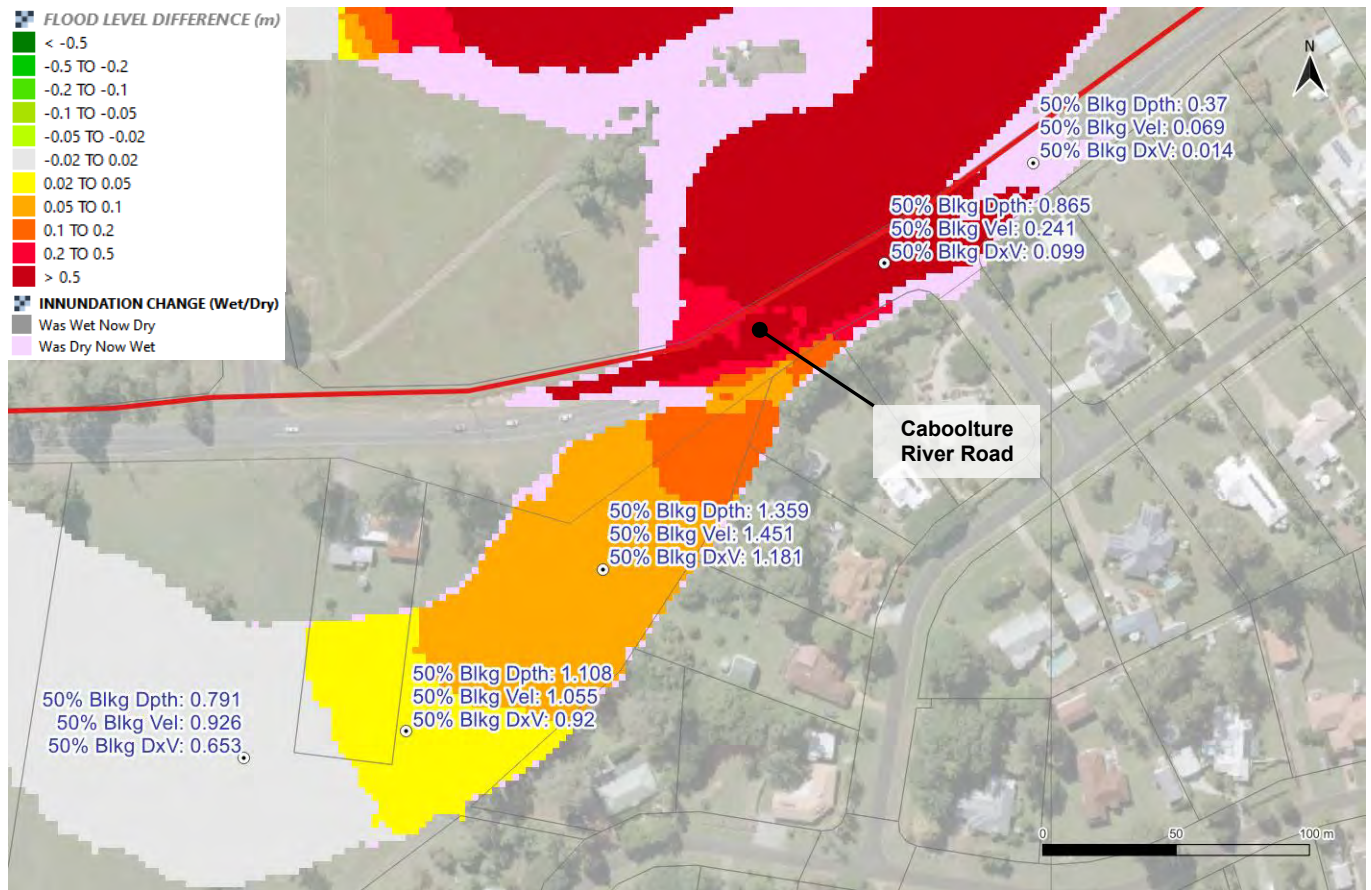 FLOOD LEVEL DIFFERENCE (m)
< -0.5
-0.5 TO -0.2
-0.2 TO -0.1
-0.1 TO -0.05
-0.05 TO -0.02
-0.02 TO 0.02
0.02 TO 0.05
0.05 TO 0.1
0.1 TO 0.2
0.2 TO 0.5
> 0.5
INNUNDATION CHANGE (Wet/Dry)
Was Wet Now Dry
Was Dry Now Wet
N
50% Blkg Dpth: 0.37
50% Blkg Vel: 0.069
50% Blkg DxV: 0.014
50% Blkg Dpth: 0.865
50% Blkg Vel: 0.241
50% Blkg DxV: 0.099
Caboolture
River Road
50% Blkg Dpth: 1.359
50% Blkg Vel: 1.451
50% Blkg DxV: 1.181
50% Blkg Dpth: 1.108
50% Blkg Vel: 1.055
50% Blkg DxV: 0.92
50% Blkg Dpth: 0.791
50% Blkg Vel: 0.926
50% Blkg DxV: 0.653
0 50 100 m